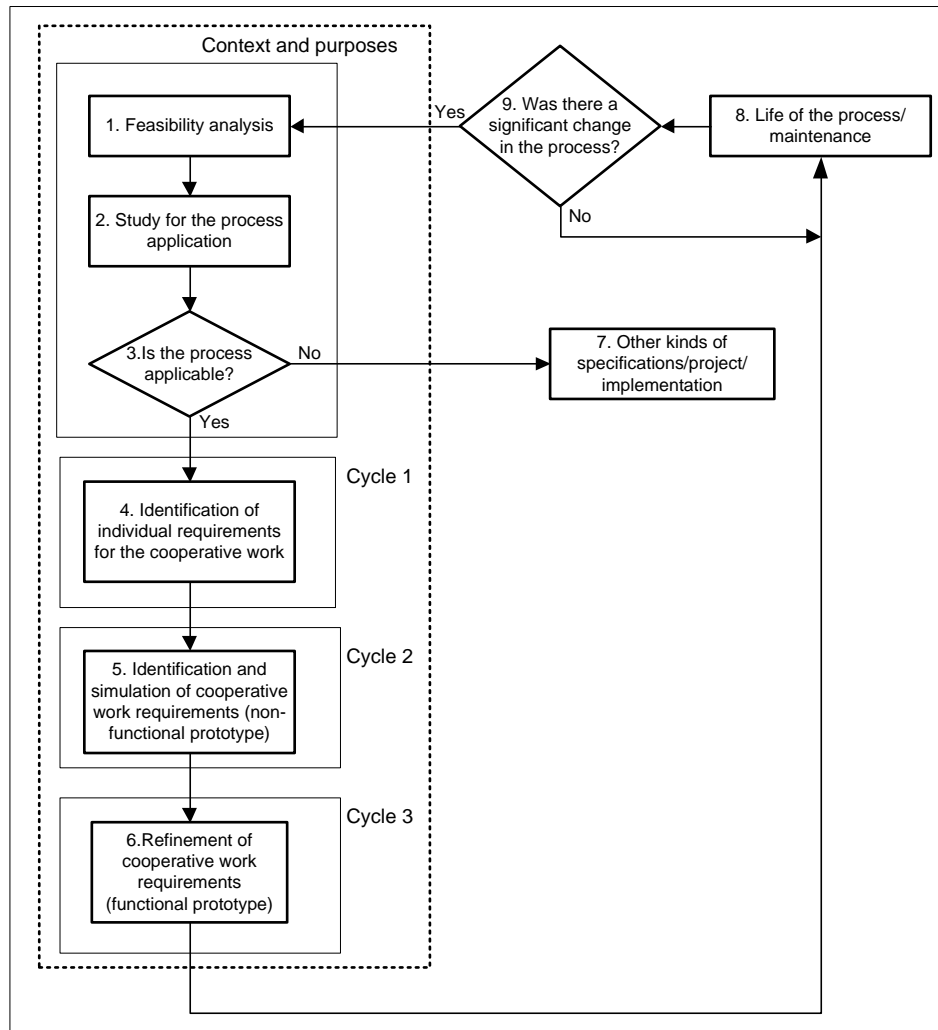 Context and purposes
1. Feasibility analysis
2. Study for the process
application
3.Is the process
applicable?
No
Yes
7. Other kinds of
specifications/project/
implementation
9. Was there a
significant change
in the process?
Yes
No
8. Life of the process/
maintenance
Cycle 1
4. Identification of
individual requirements
for the cooperative work
Cycle 2
5. Identification and
simulation of cooperative
work requirements (non-
functional prototype)
Cycle 3
6.Refinement of
cooperative work
requirements
(functional prototype)